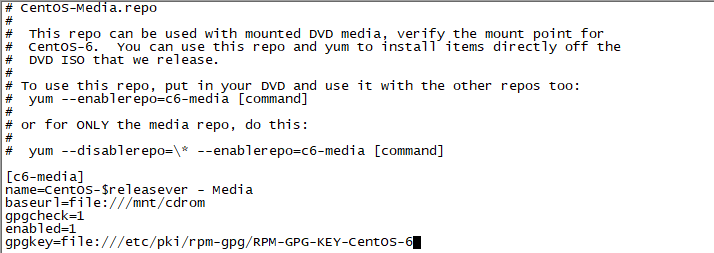 # CentOS-Media.repo
#
#  This repo can be used with mounted DVD media, verify the mount point for
#  CentOS-6.  You can use this repo and yum to install items directly off the
#  DVD ISO that we release.
#
# To use this repo, put in your DVD and use it with the other repos too:
#  yum --enablerepo=c6-media [command]
#
# or for ONLY the media repo, do this:
#
#  yum --disablerepo=\* --enablerepo=c6-media [command]

[c6-media]
name=CentOS-$releasever - Media
baseurl=file:///mnt/cdrom
gpgcheck=1
enabled=1
gpgkey=file:///etc/pki/rpm-gpg/RPM-GPG-KEY-CentOS-6